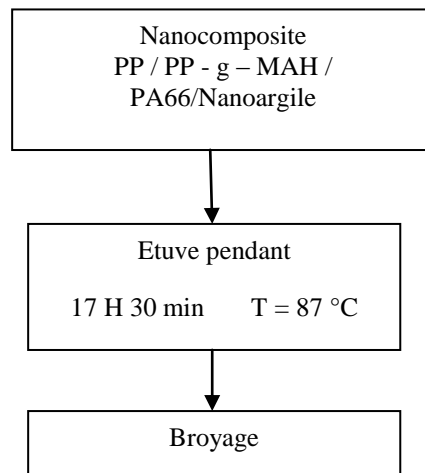 Nanocomposite
PP / PP - g – MAH /
PA66/Nanoargile
Etuve pendant
17 H 30 min T = 87 °C
Broyage